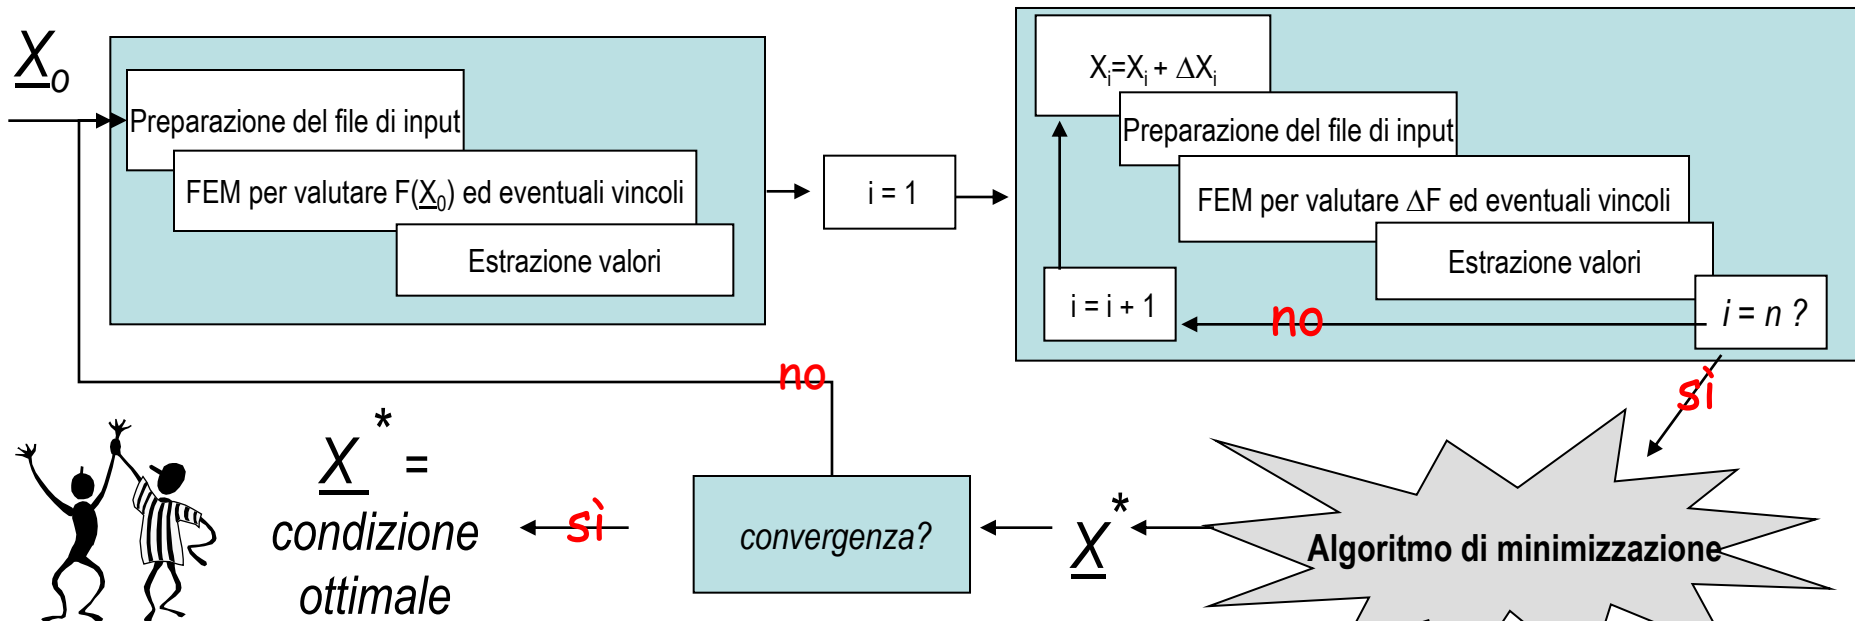 X₀
Preparazione del file di input
FEM per valutare F(X₀) ed eventuali vincoli
Estrazione valori
i = 1
Xᵢ=Xᵢ + ΔXᵢ
Preparazione del file di input
FEM per valutare ΔF ed eventuali vincoli
Estrazione valori
i = n ?
no
i = i + 1
sì
Algoritmo di minimizzazione
X*
convergenza?
no
sì
X* =
condizione
ottimale